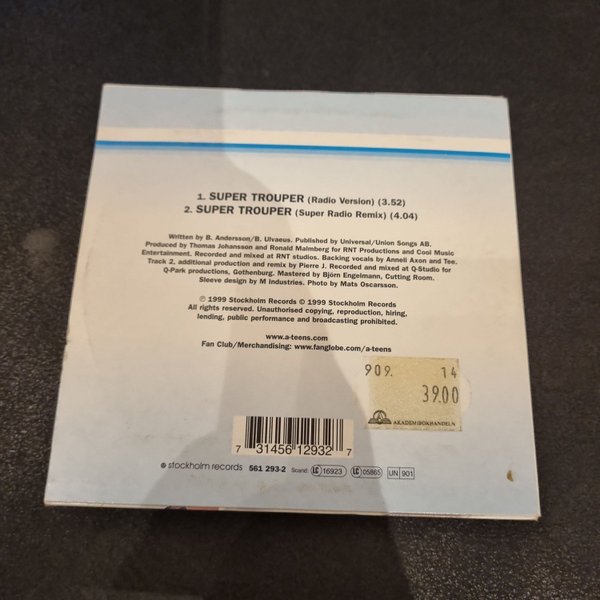 1. SUPER TROUPER (Radio Version) (3.52)
2. SUPER TROUPER (Super Radio Remix) (4.04)
Written by B. Andersson/B. Ulvaeus. Published by Universal/Union Songs AB.
Produced by Thomas Johansson and Ronald Malmberg for RNT Productions and Cool Music
Entertainment. Recorded and mixed at RNT studios. Backing vocals by Anneli Axon and Tee.
Track 2, additional production and remix by Pierre J. Recorded and mixed at Q-Studio for
Q-Park productions, Gothenburg. Mastered by Björn Engelmann, Cutting Room.
Sleeve design by M Industries. Photo by Mats Oscarsson.
℗ 1999 Stockholm Records © 1999 Stockholm Records
All rights reserved. Unauthorised copying, reproduction, hiring,
lending, public performance and broadcasting prohibited.
www.a-teens.com
Fan Club/Merchandising: www.fanglobe.com/a-teens
909. 14
39.00
AKADEMIBOKHANDELN
7 31456 12932 7
stockholm records 561 293-2 Scand: LC 16923 LC 05865 UN 901